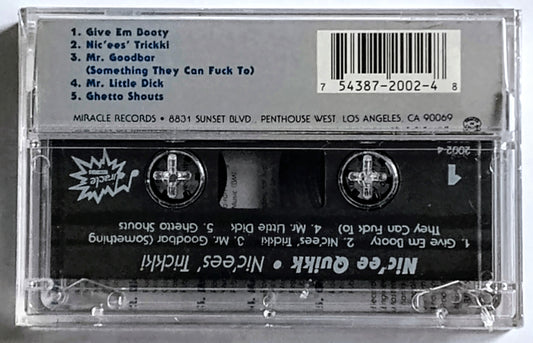 1. Give Em Booty
2. Nic'ees' Trickki
3. Mr. Goodbar
(Something They Can Fuck To)
4. Mr. Little Dick
5. Ghetto Shouts
7 54387-2002-4 8
MIRACLE RECORDS • 8831 SUNSET BLVD., PENTHOUSE WEST, LOS ANGELES, CA 90069
Nic'ee Quikk • Nic'ees' Trickki
1. Give Em Booty 2. Nic'ees' Trickki 3. Mr. Goodbar (Something
They Can Fuck To) 4. Mr. Little Dick 5. Ghetto Shouts
1
2002-4
miracle